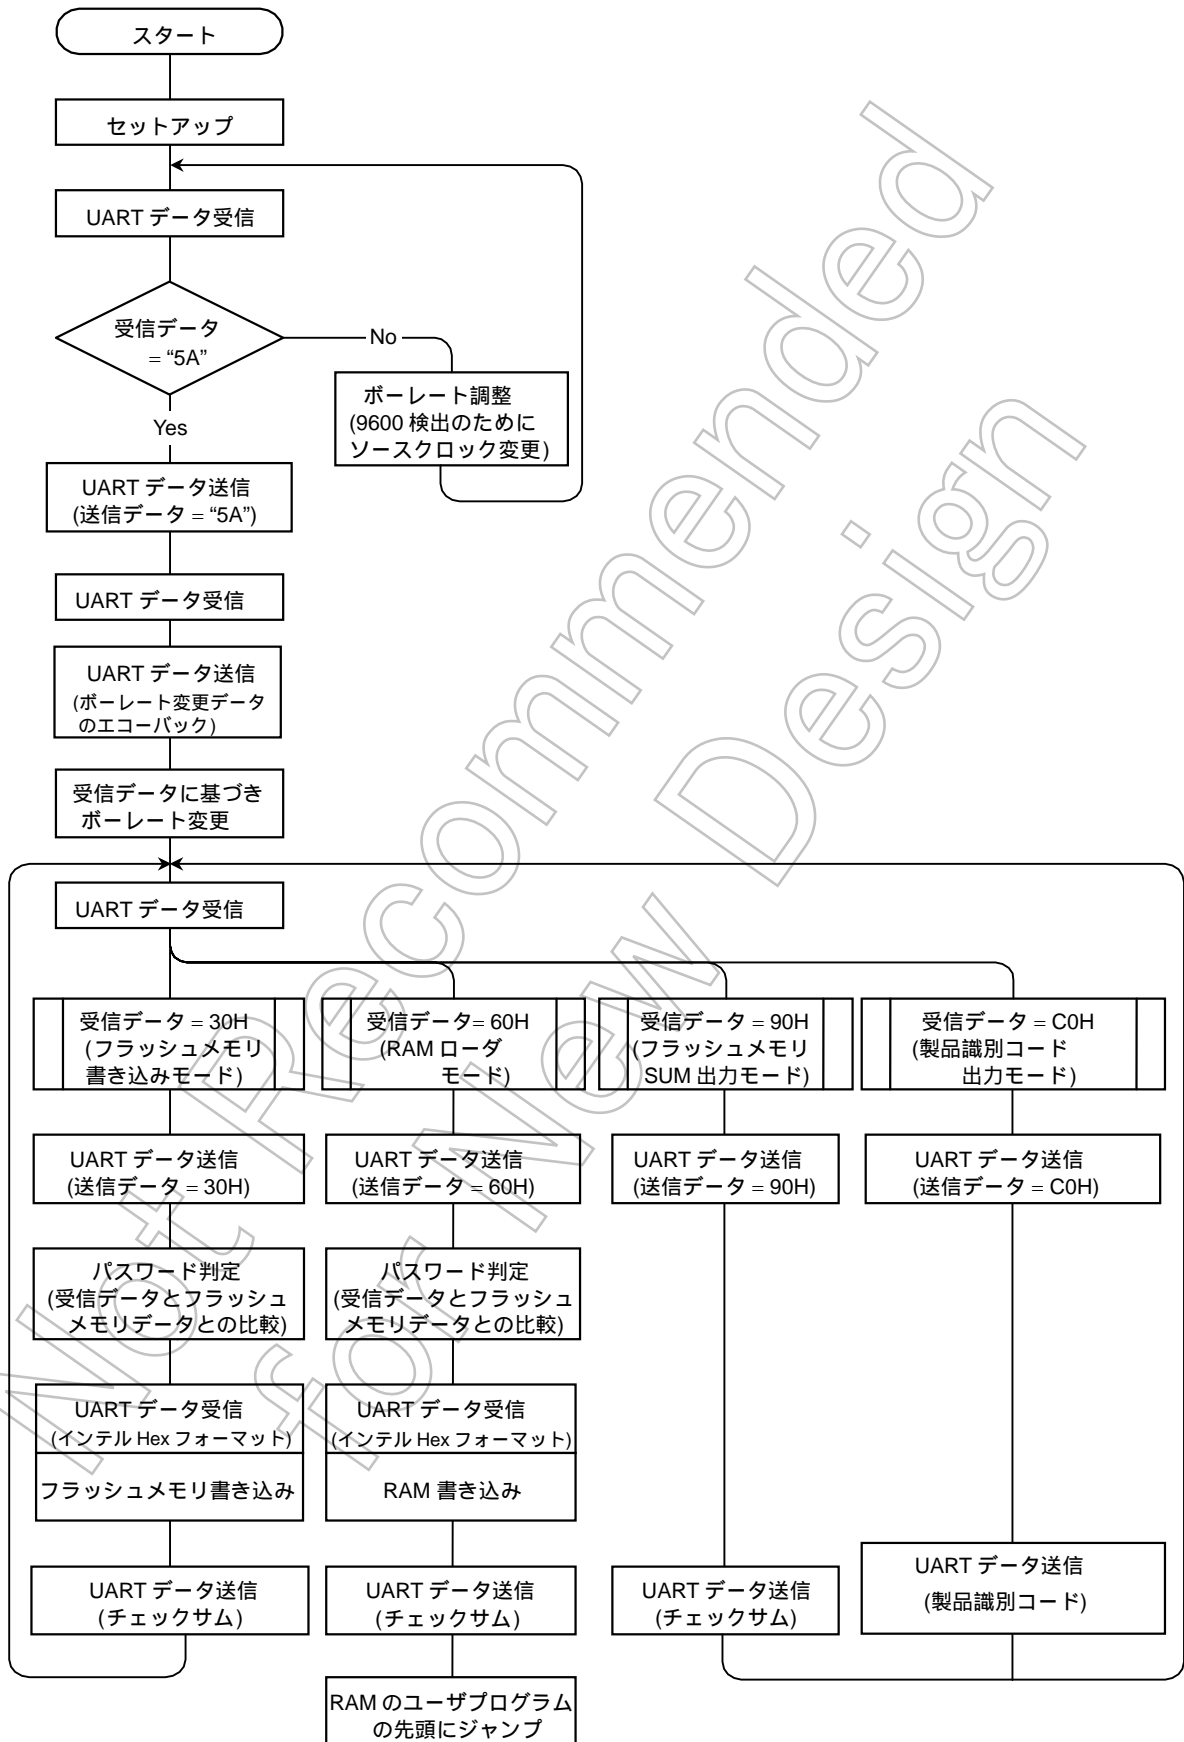 スタート
セットアップ
UART データ受信
受信データ
= “5A”
No
ボーレート調整
(9600 検出のために
ソースクロック変更)
Yes
UART データ送信
(送信データ = “5A”)
UART データ受信
UART データ送信
(ボーレート変更データ
のエコーバック)
受信データに基づき
ボーレート変更
UART データ受信
受信データ = 30H
(フラッシュメモリ
書き込みモード)
受信データ= 60H
(RAM ローダ
モード)
受信データ = 90H
(フラッシュメモリ
SUM 出力モード)
受信データ = C0H
(製品識別コード
出力モード)
UART データ送信
(送信データ = 30H)
UART データ送信
(送信データ = 60H)
UART データ送信
(送信データ = 90H)
UART データ送信
(送信データ = C0H)
パスワード判定
(受信データとフラッシュ
メモリデータとの比較)
パスワード判定
(受信データとフラッシュ
メモリデータとの比較)
UART データ受信
(インテル Hex フォーマット)
フラッシュメモリ書き込み
UART データ受信
(インテル Hex フォーマット)
RAM 書き込み
UART データ送信
(チェックサム)
UART データ送信
(チェックサム)
UART データ送信
(チェックサム)
UART データ送信
(製品識別コード)
RAM のユーザプログラム
の先頭にジャンプ
Not Recommended
for New Design